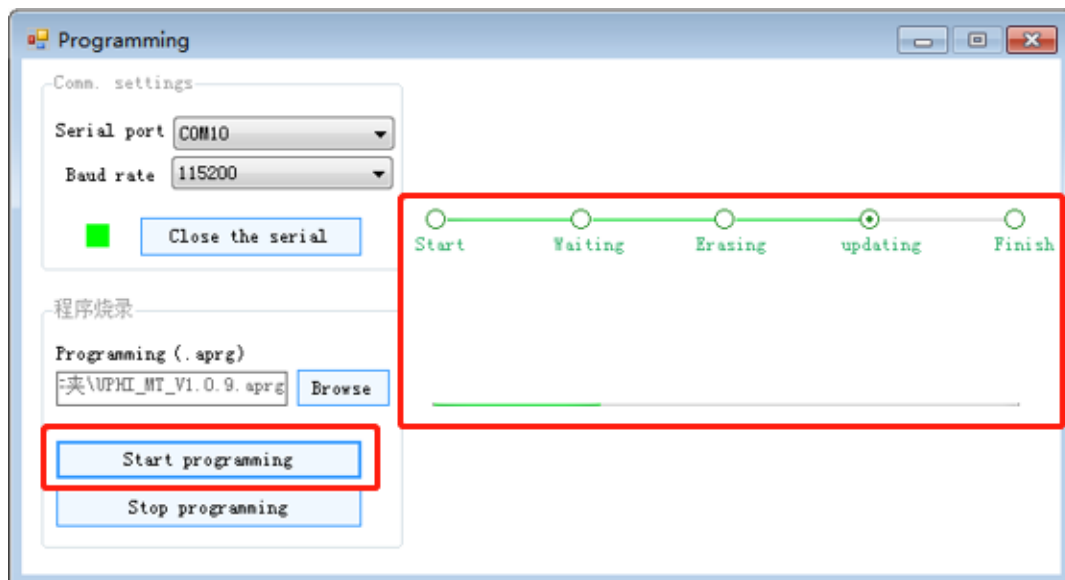 Programming
Comm. settings
Serial port COM10
Baud rate 115200
Close the serial
程序烧录
Programming (.aprg)
夹\UPHI_MT_V1.0.9.aprg Browse
Start programming
Stop programming
Start Waiting Erasing updating Finish